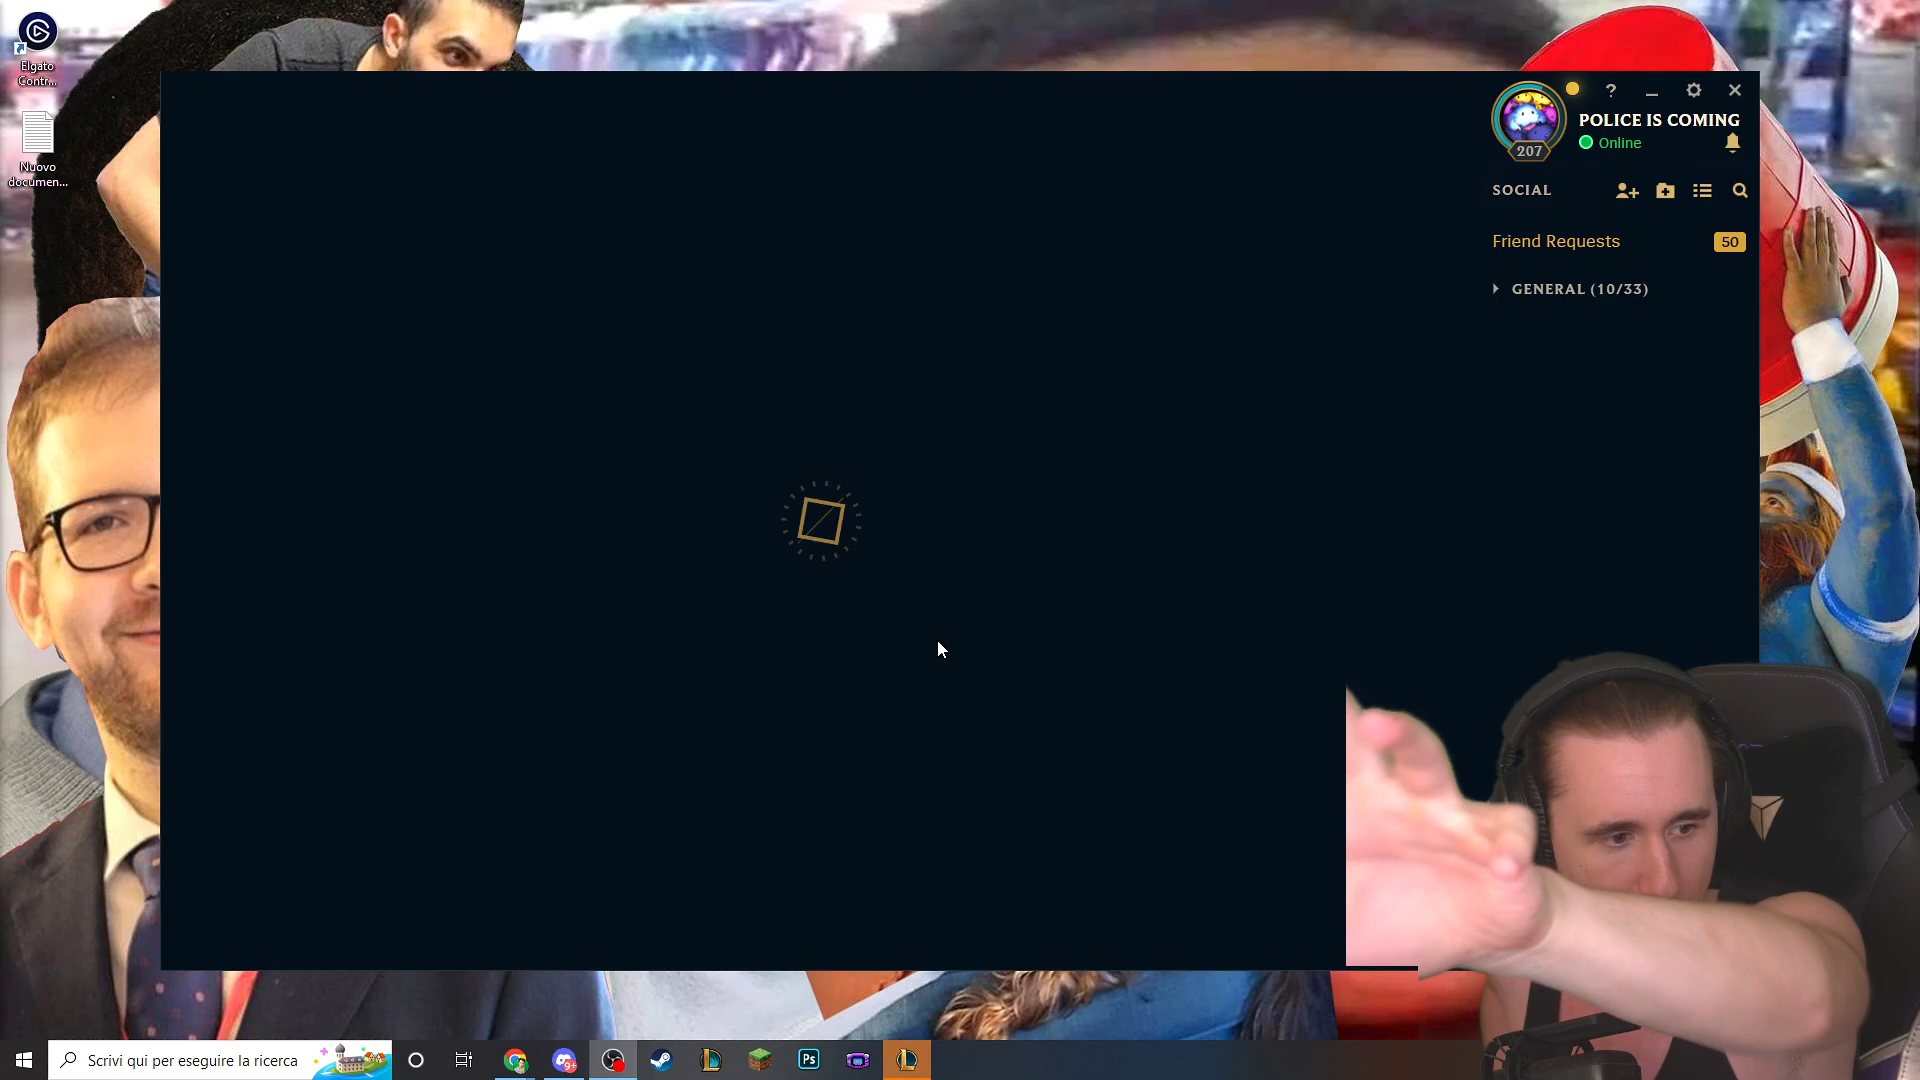 Elgato
Contr...
Nuovo
documen...
?
POLICE IS COMING
Online
207
SOCIAL
Friend Requests
50
GENERAL (10/33)
Scrivi qui per eseguire la ricerca
9+
Ps